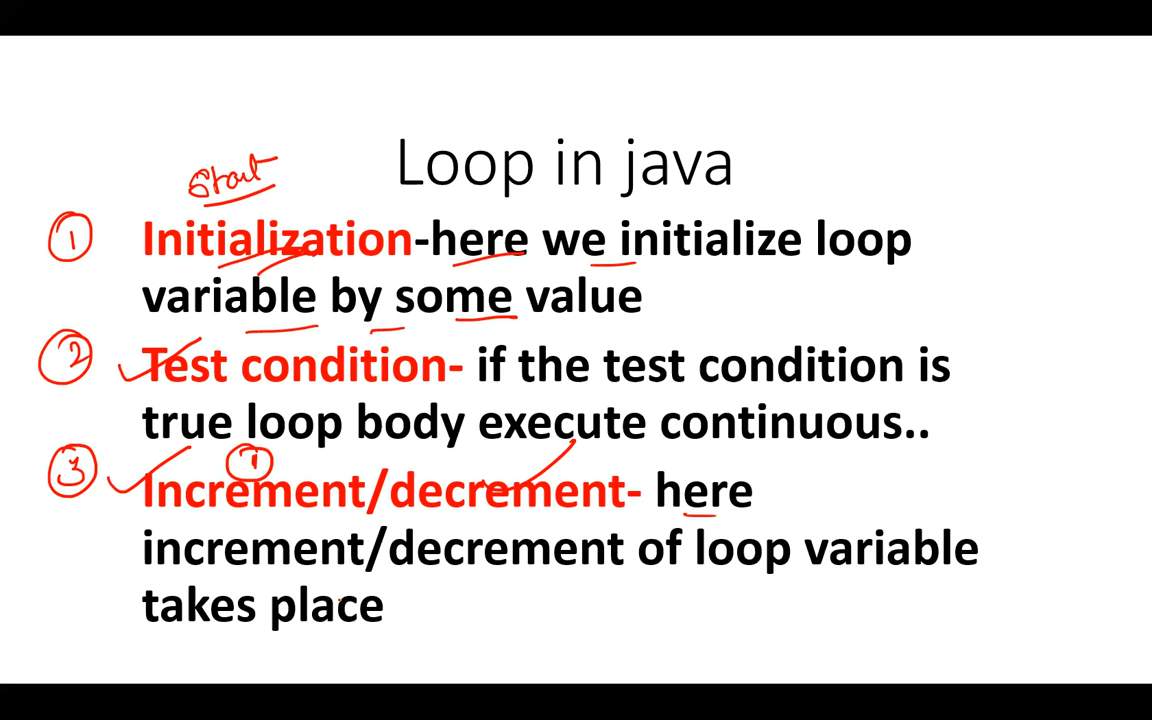 Loop in java
Start
1
Initialization-here we initialize loop
variable by some value
2
Test condition- if the test condition is
true loop body execute continuous..
3
1
Increment/decrement- here
increment/decrement of loop variable
takes place